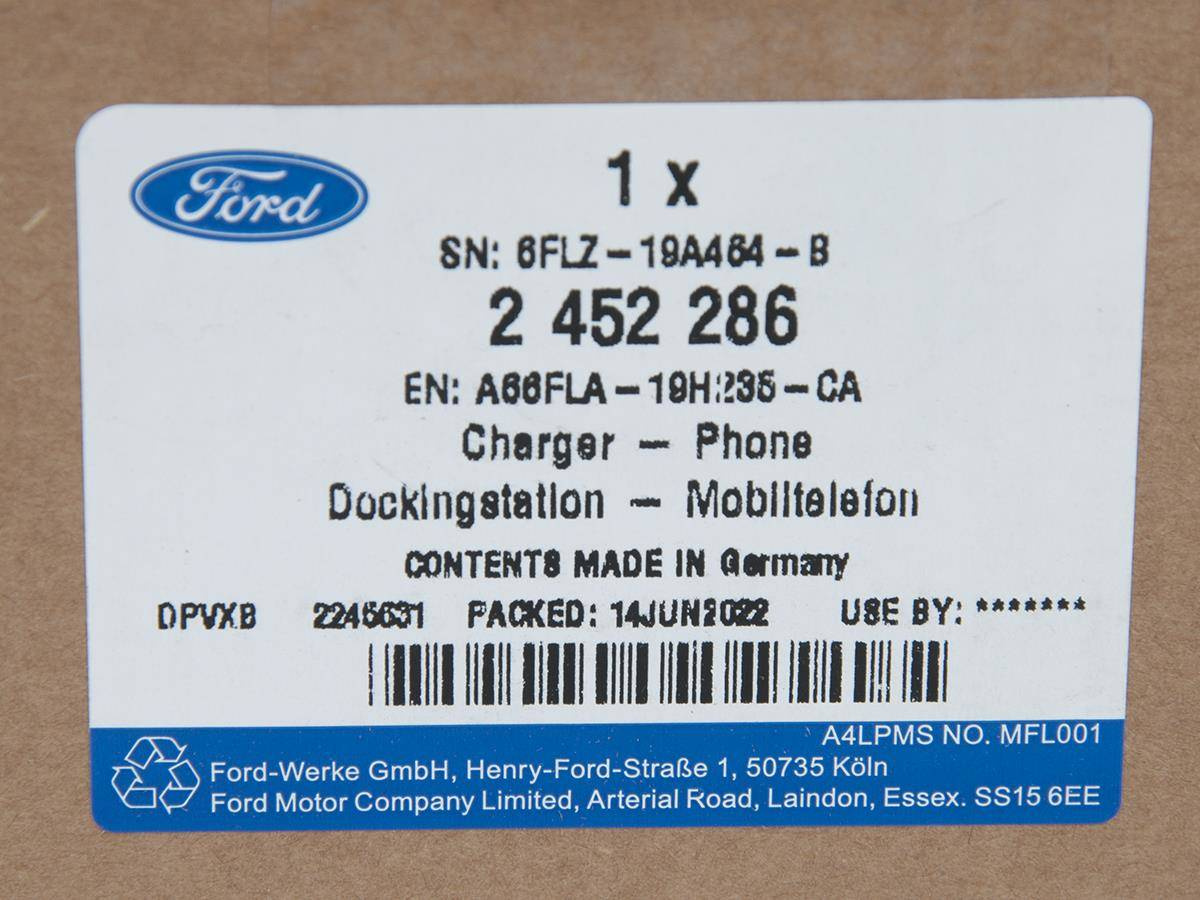 Ford
1 x
SN: 6FLZ - 19A464 - B
2 452 286
EN: A66FLA - 19H235 - CA
Charger - Phone
Dockingstation - Mobiltelefon
CONTENTS MADE IN Germany
DPVXB 2245631 PACKED: 14JUN2022 USE BY: *******
A4LPMS NO. MFL001
Ford-Werke GmbH, Henry-Ford-Straße 1, 50735 Köln
Ford Motor Company Limited, Arterial Road, Laindon, Essex. SS15 6EE